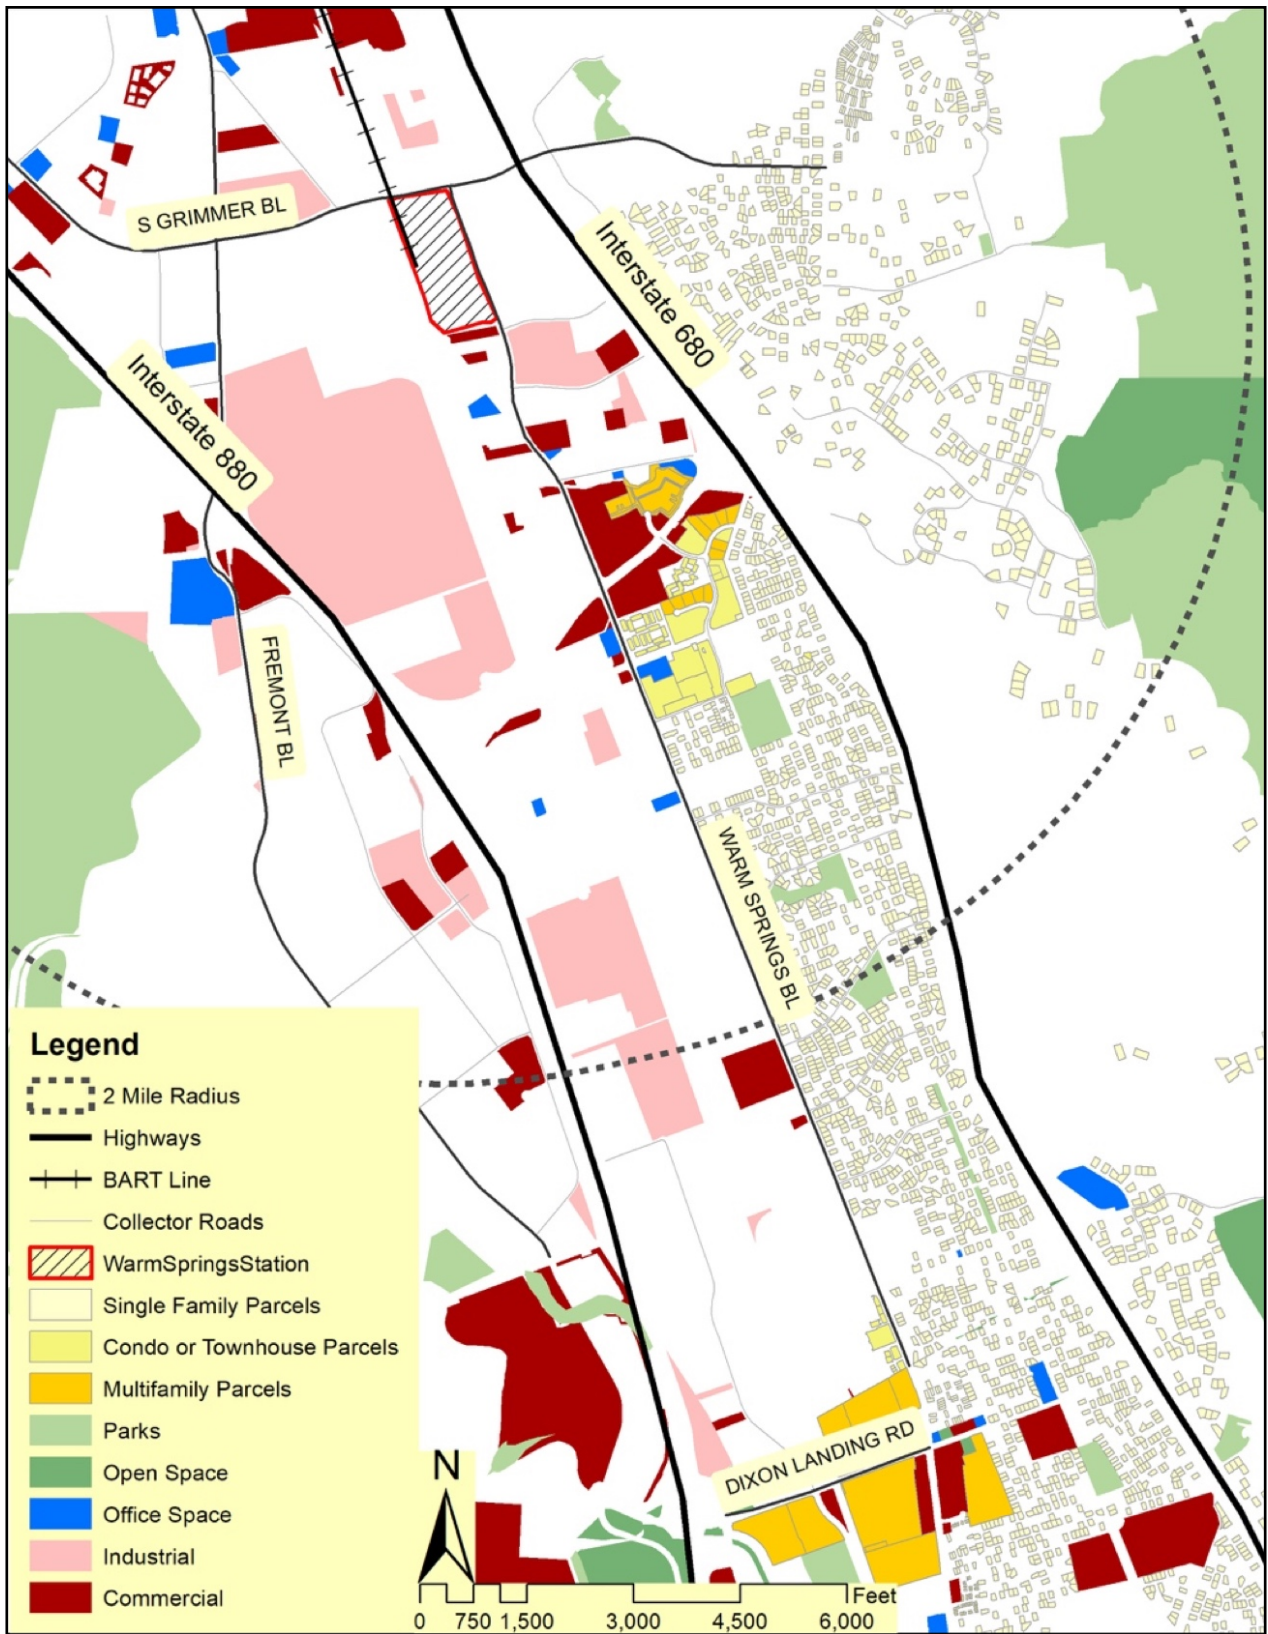 S GRIMMER BL
Interstate 680
Interstate 880
FREMONT BL
WARM SPRINGS BL
Legend
2 Mile Radius
Highways
BART Line
Collector Roads
WarmSpringsStation
Single Family Parcels
Condo or Townhouse Parcels
Multifamily Parcels
Parks
Open Space
Office Space
Industrial
Commercial
DIXON LANDING RD
N
Feet
0 750 1,500 3,000 4,500 6,000